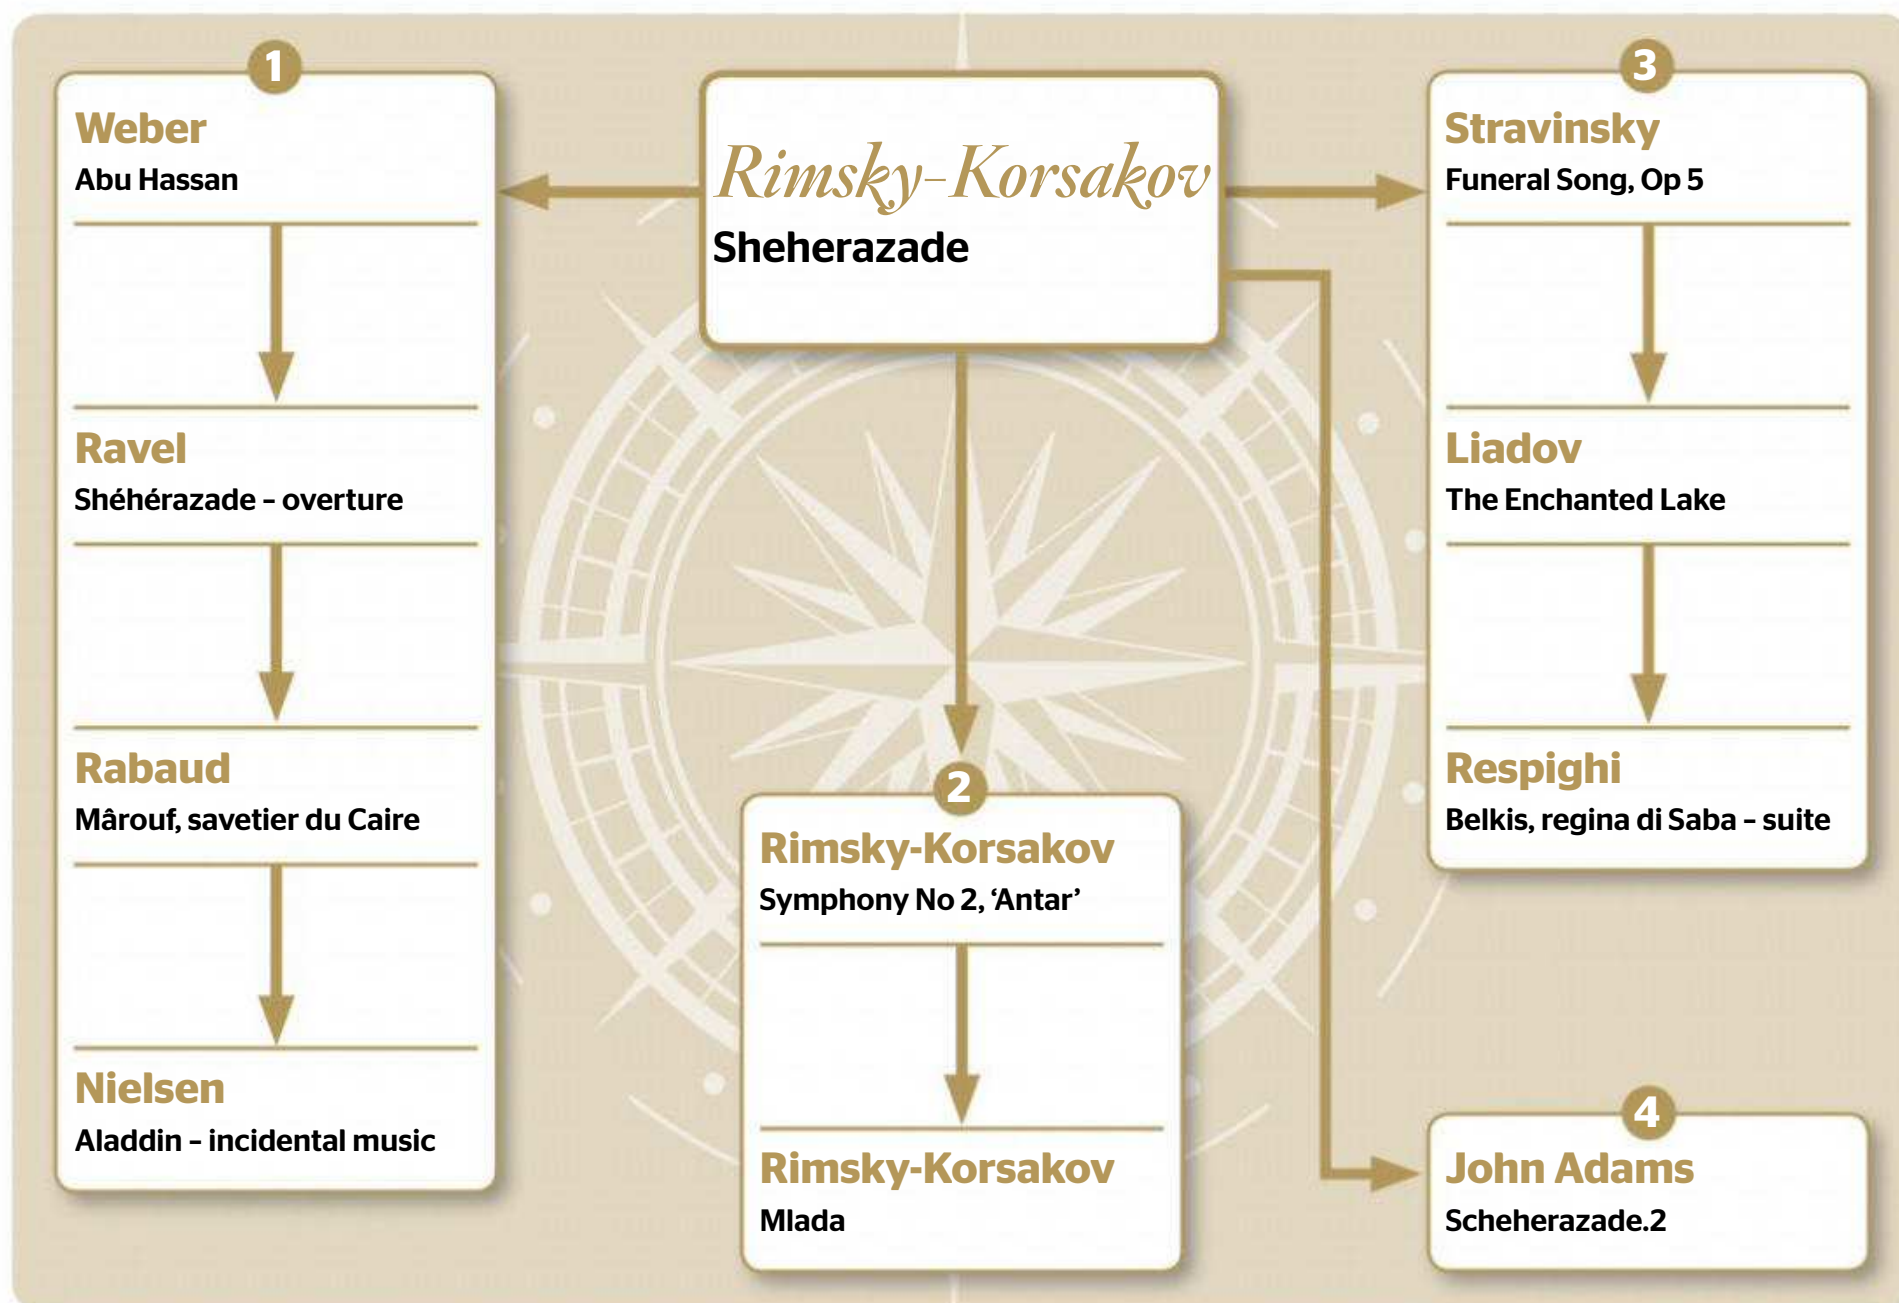 Rimsky-Korsakov
Sheherazade
1
Weber
Abu Hassan
Ravel
Shéhérazade – overture
Rabaud
Mârouf, savetier du Caire
Nielsen
Aladdin – incidental music
2
Rimsky-Korsakov
Symphony No 2, ‘Antar’
Rimsky-Korsakov
Mlada
3
Stravinsky
Funeral Song, Op 5
Liadov
The Enchanted Lake
Respighi
Belkis, regina di Saba – suite
4
John Adams
Scheherazade.2